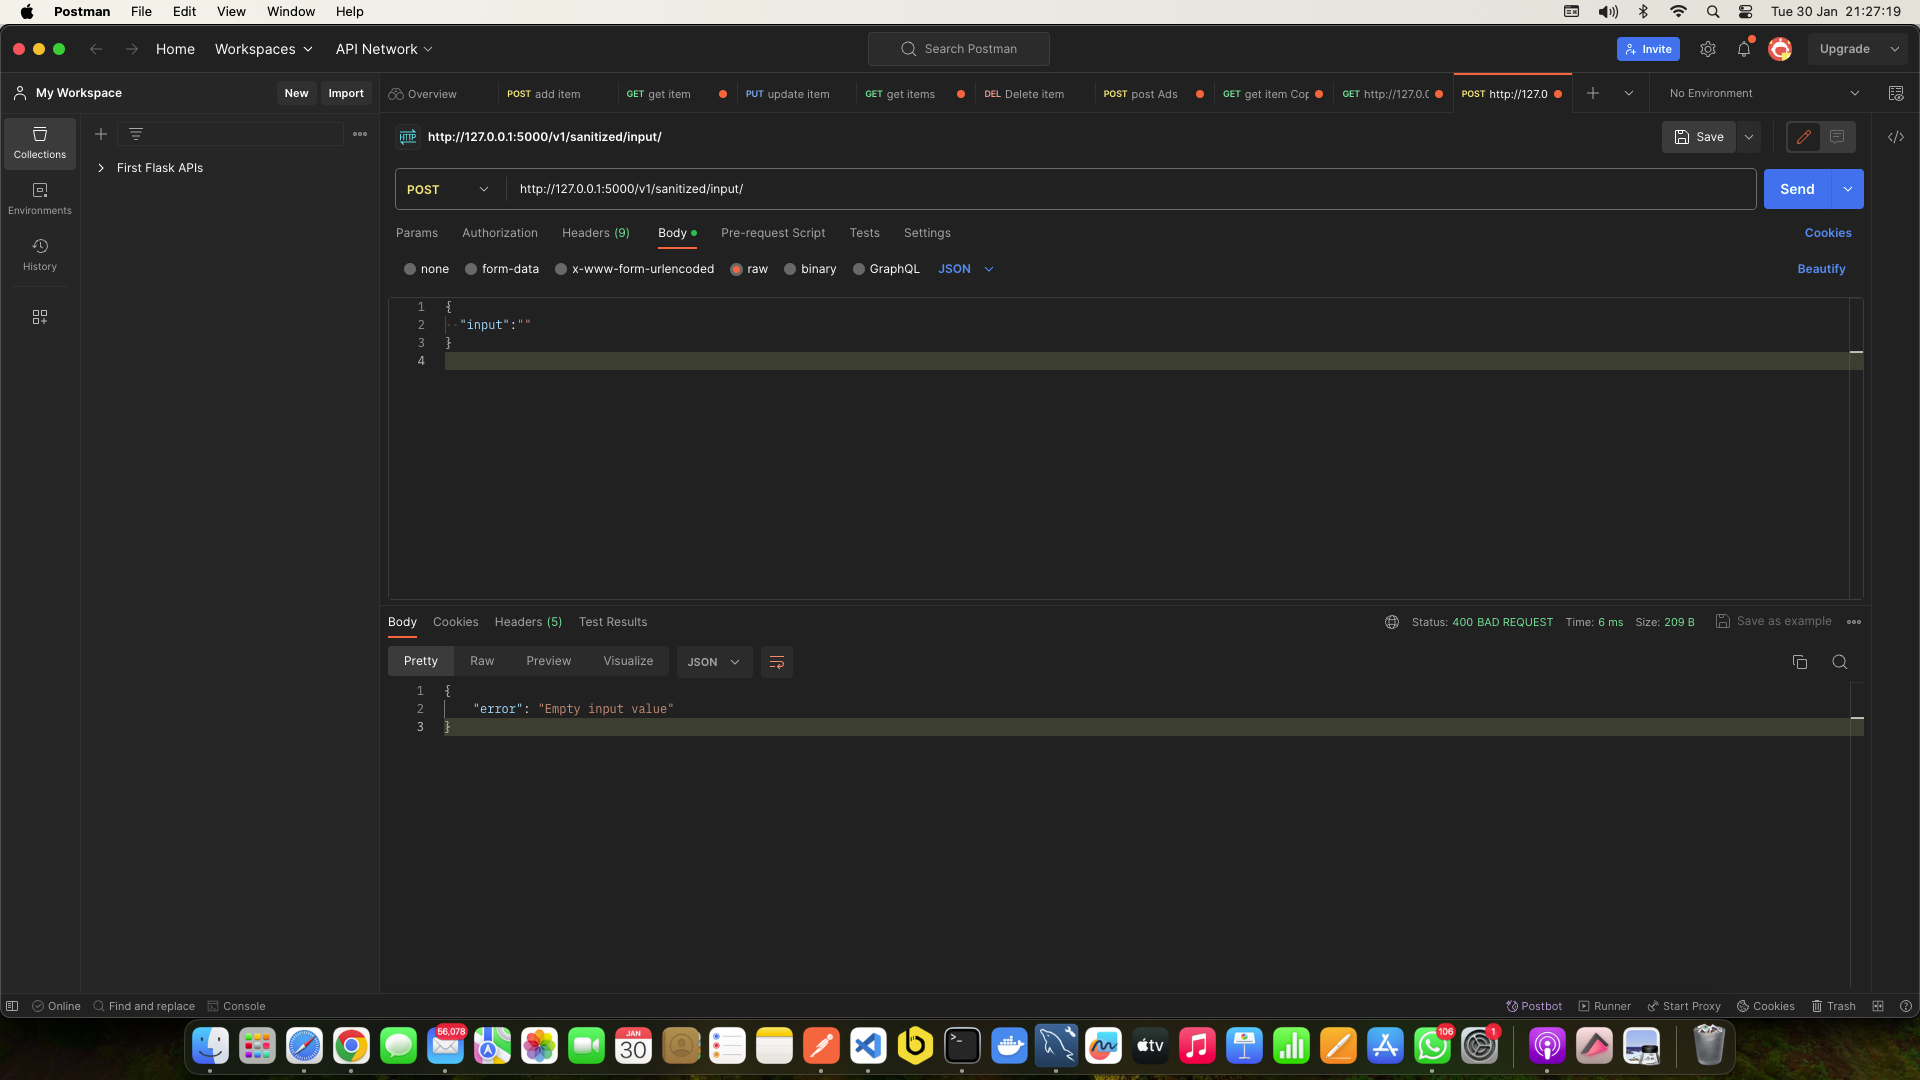 Postman File Edit View Window Help Tue 30 Jan 21:27:19
Home Workspaces API Network Search Postman Invite Upgrade
My Workspace New Import Overview POST add item GET get item PUT update item GET get items DEL Delete item POST post Ads GET get item Cop GET http://127.0.0 POST http://127.0 No Environment
Collections
Environments
History
First Flask APIs
HTTP http://127.0.0.1:5000/v1/sanitized/input/ Save
POST http://127.0.0.1:5000/v1/sanitized/input/ Send
Params Authorization Headers (9) Body Pre-request Script Tests Settings Cookies
none form-data x-www-form-urlencoded raw binary GraphQL JSON Beautify
1 {
2 "input":""
3 }
4
Body Cookies Headers (5) Test Results Status: 400 BAD REQUEST Time: 6 ms Size: 209 B Save as example
Pretty Raw Preview Visualize JSON
1 {
2 "error": "Empty input value"
3 }
Online Find and replace Console Postbot Runner Start Proxy Cookies Trash
56,078 JAN 30 tv 106 1